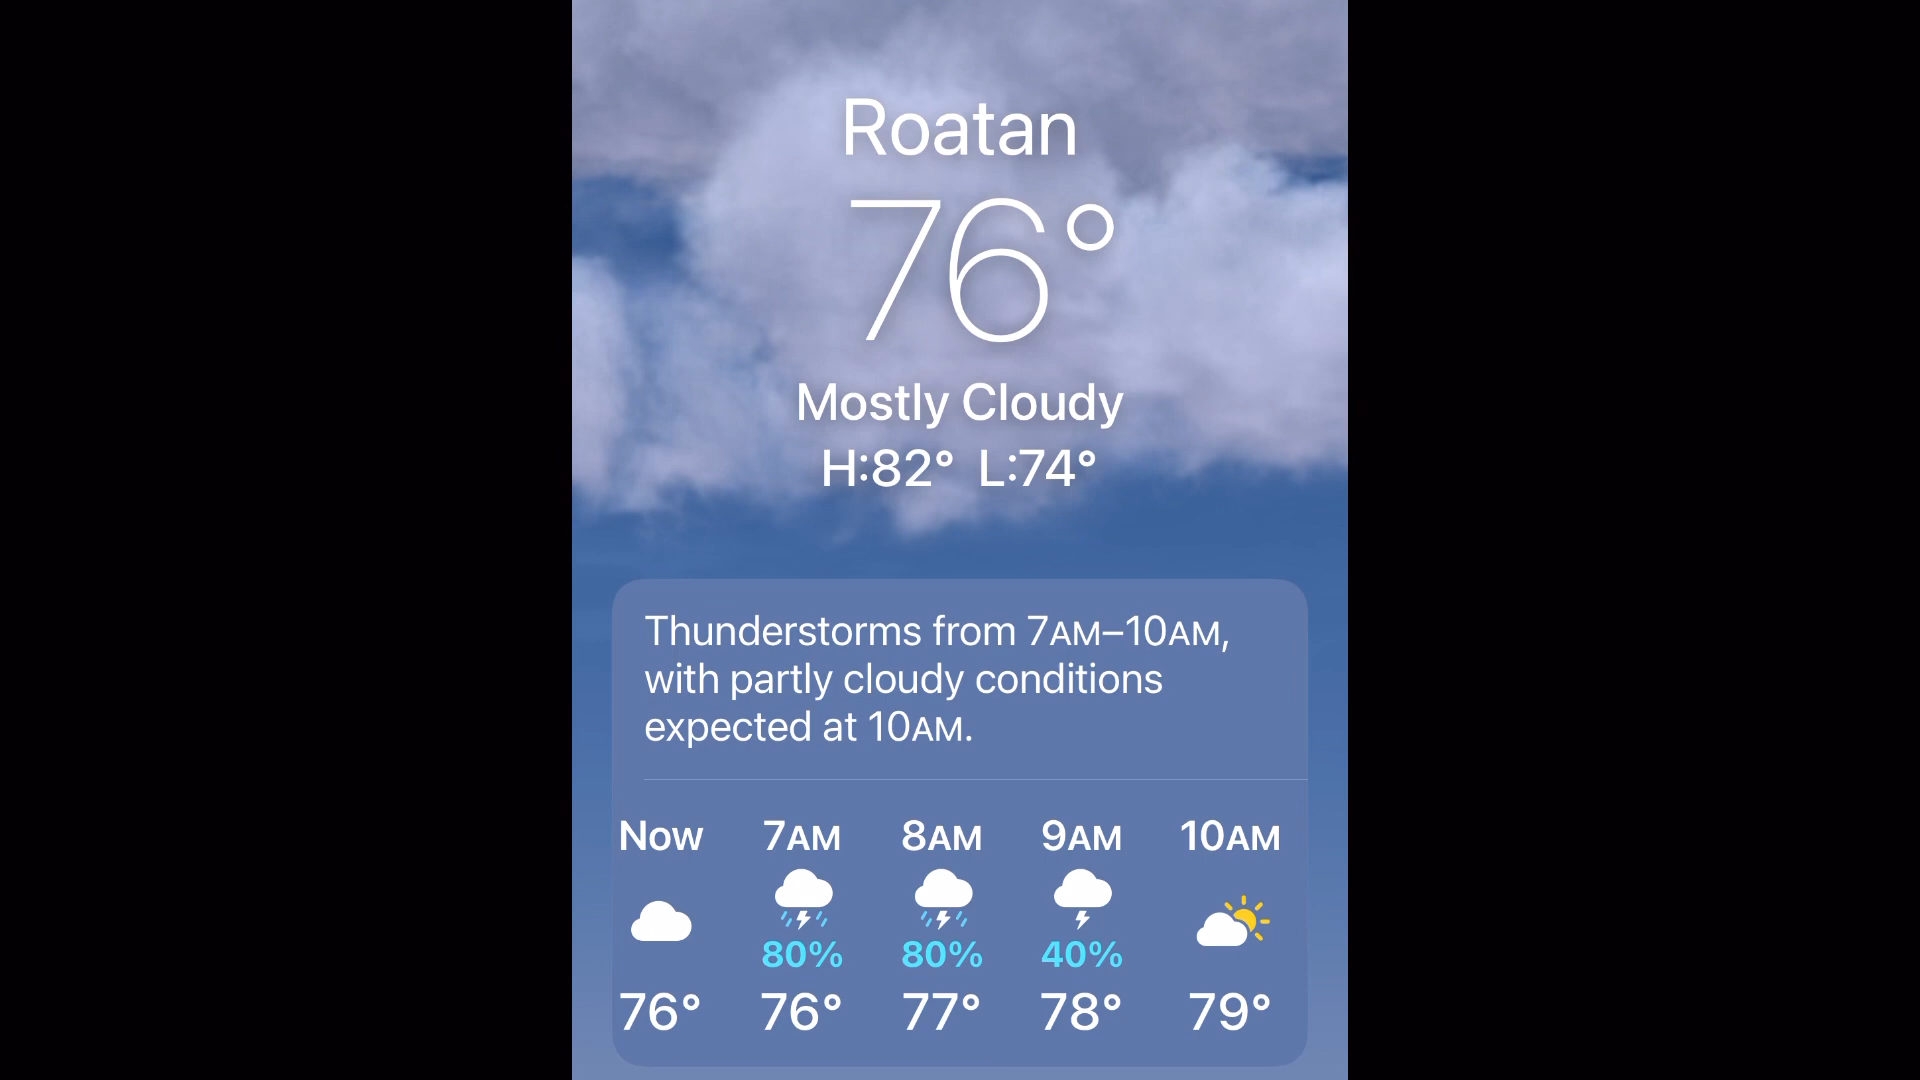 Roatan
76°
Mostly Cloudy
H:82° L:74°
Thunderstorms from 7AM–10AM,
with partly cloudy conditions
expected at 10AM.
Now 7AM 8AM 9AM 10AM
80% 80% 40%
76° 76° 77° 78° 79°